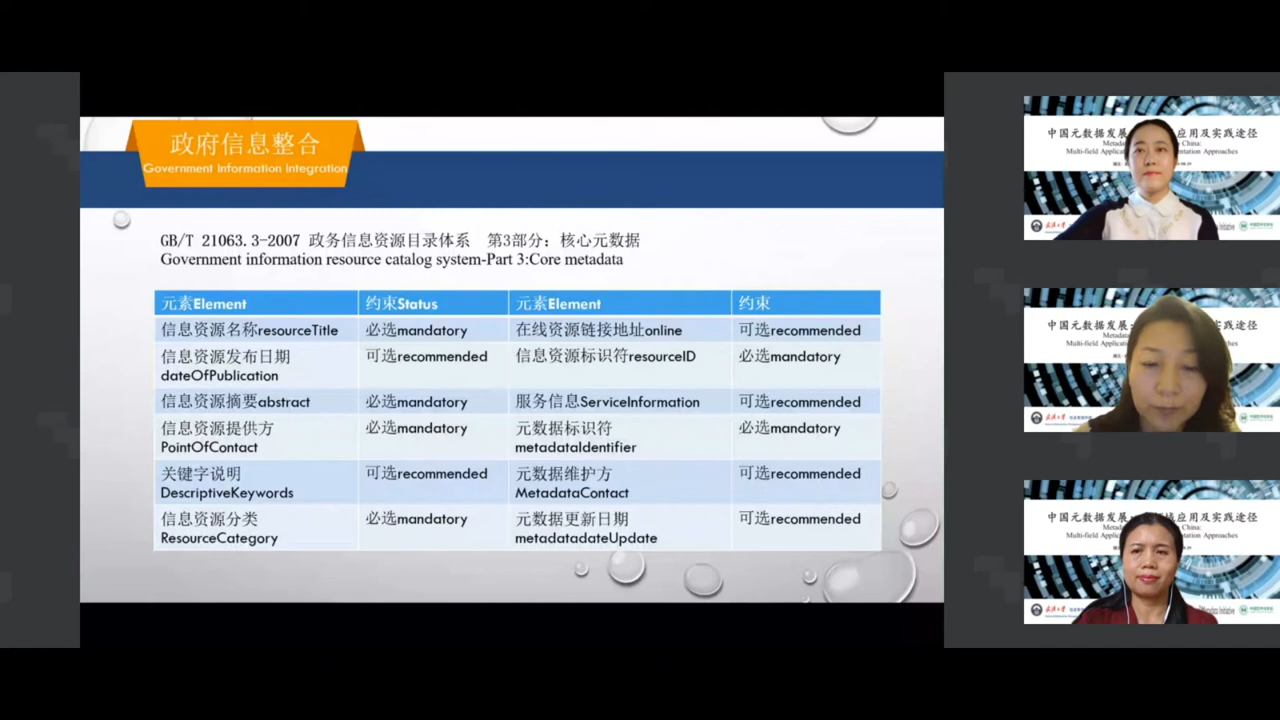 政府信息整合
Government Information Integration
GB/T 21063.3-2007 政务信息资源目录体系 第3部分：核心元数据
Government information resource catalog system-Part 3:Core metadata
元素Element 约束Status 元素Element 约束
信息资源名称resourceTitle 必选mandatory 在线资源链接地址online 可选recommended
信息资源发布日期 可选recommended 信息资源标识符resourceID 必选mandatory
dateOfPublication
信息资源摘要abstract 必选mandatory 服务信息ServiceInformation 可选recommended
信息资源提供方 必选mandatory 元数据标识符 必选mandatory
PointOfContact metadataIdentifier
关键字说明 可选recommended 元数据维护方 可选recommended
DescriptiveKeywords MetadataContact
信息资源分类 必选mandatory 元数据更新日期 可选recommended
ResourceCategory metadatadateUpdate
中国元数据发展 应用及实践途径
Metada China:
Multi-field Applic ntation Approaches
中国元数据发展
Metada
Multi-field Applic
中国元数据发展 应用及实践途径
Metada China:
Multi-field Applica ntation Approaches